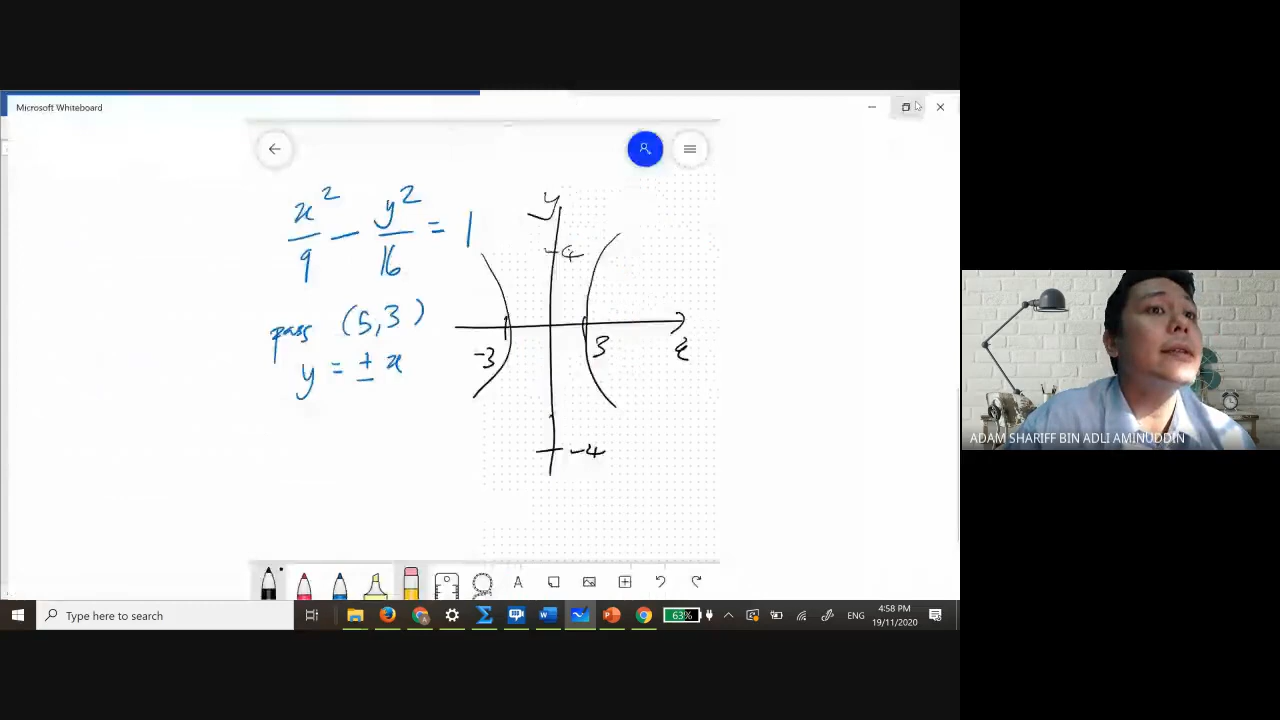 Microsoft Whiteboard
x²/9 − y²/16 = 1
pass (5,3)
y = ± x
y
4
-3
3
x
-4
A
ADAM SHARIFF BIN ADLI AMINUDDIN
Type here to search
63%
ENG
4:58 PM
19/11/2020